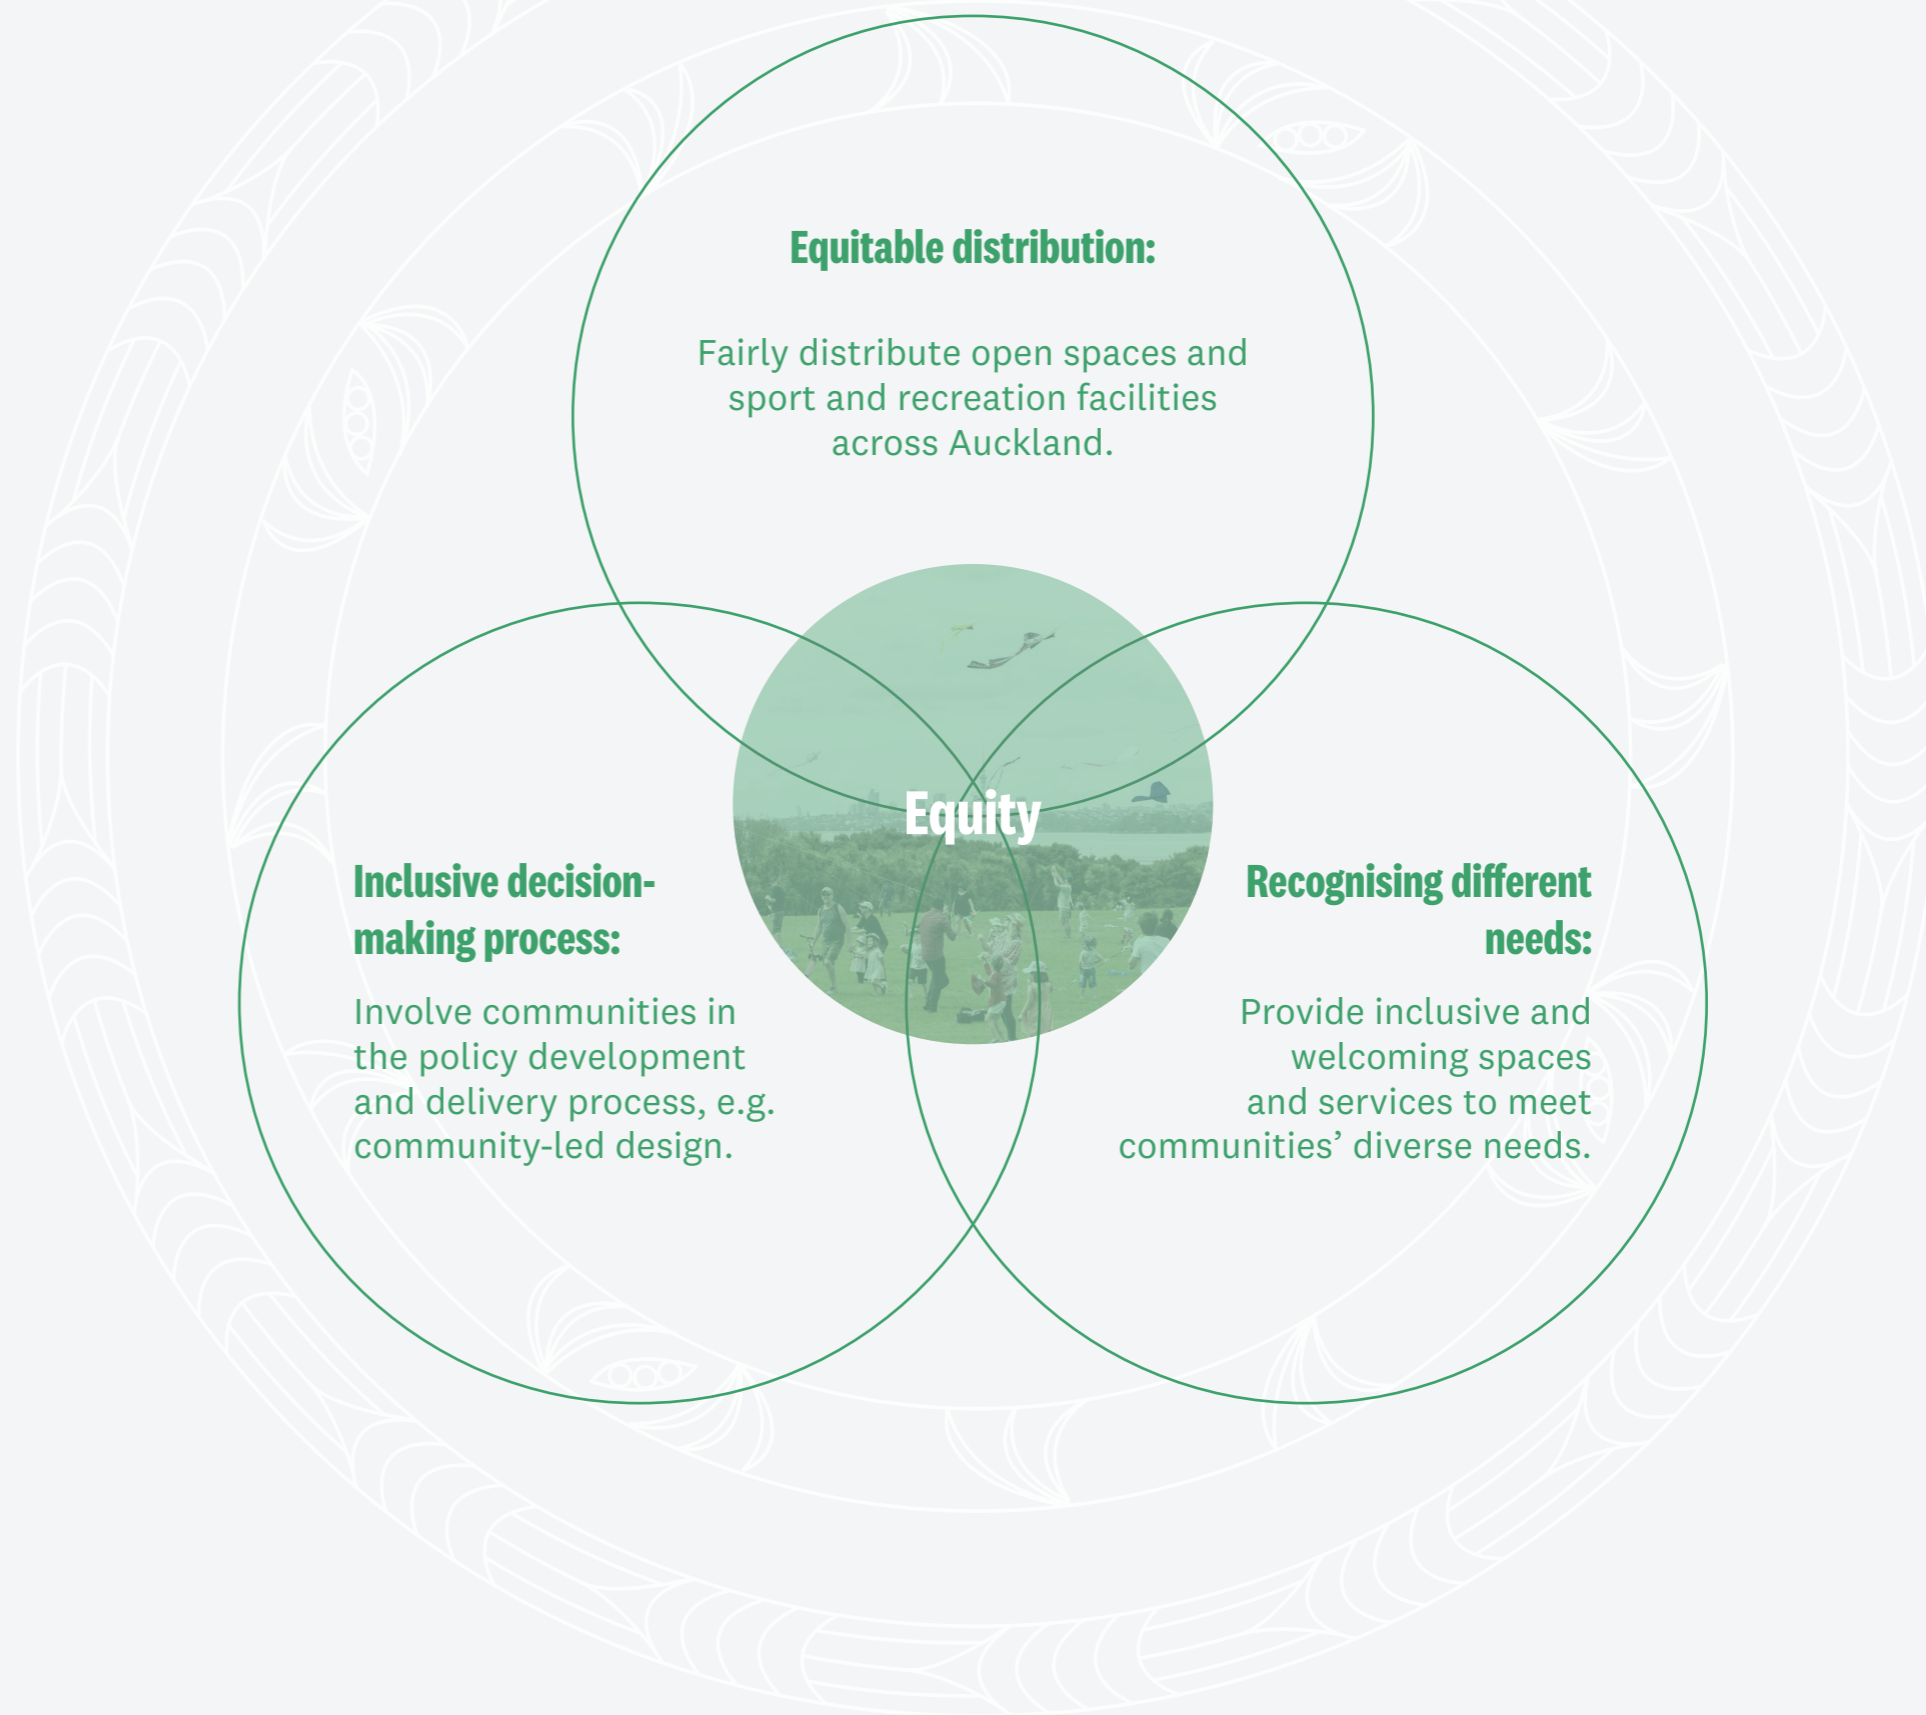 Equitable distribution:
Fairly distribute open spaces and
sport and recreation facilities
across Auckland.
Equity
Inclusive decision-
making process:
Involve communities in
the policy development
and delivery process, e.g.
community-led design.
Recognising different
needs:
Provide inclusive and
welcoming spaces
and services to meet
communities’ diverse needs.